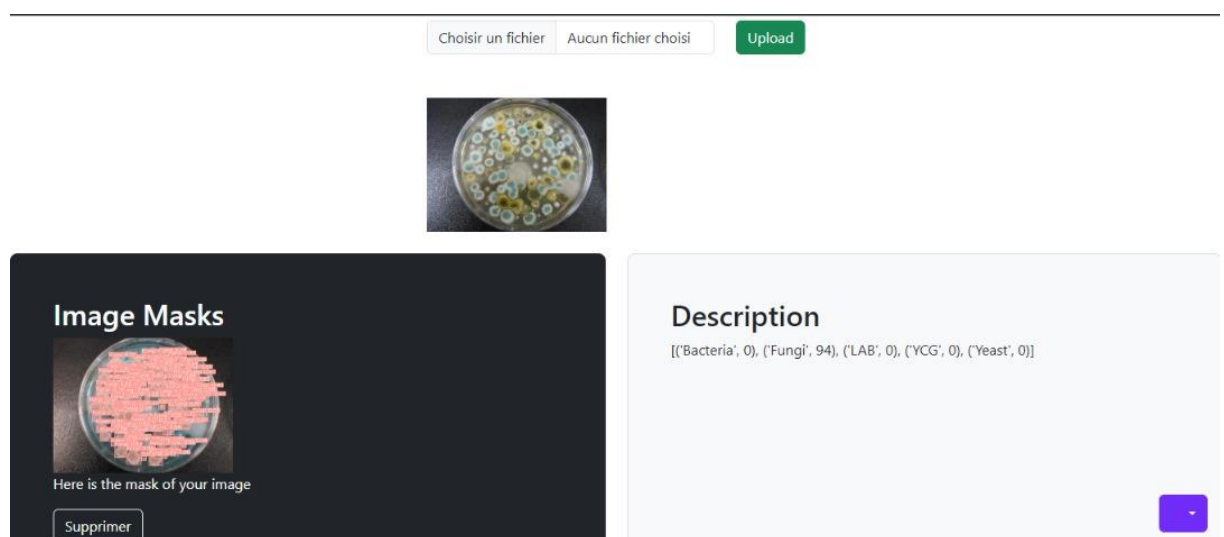 Choisir un fichier Aucun fichier choisi Upload
Image Masks
Here is the mask of your image
Supprimer
Description
[('Bacteria', 0), ('Fungi', 94), ('LAB', 0), ('YCG', 0), ('Yeast', 0)]